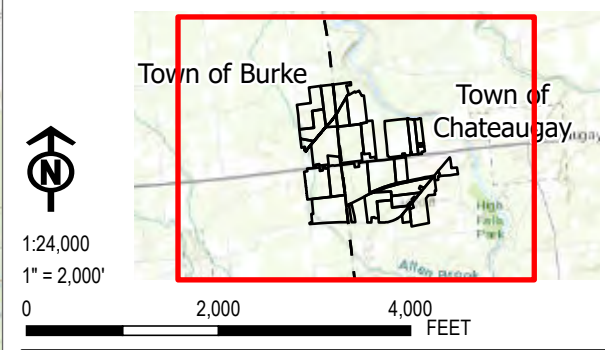 Town of Burke
Town of
Chateaugay
augay
High
Falls
Park
Allen Brook
N
1:24,000
1" = 2,000'
0 2,000 4,000
FEET